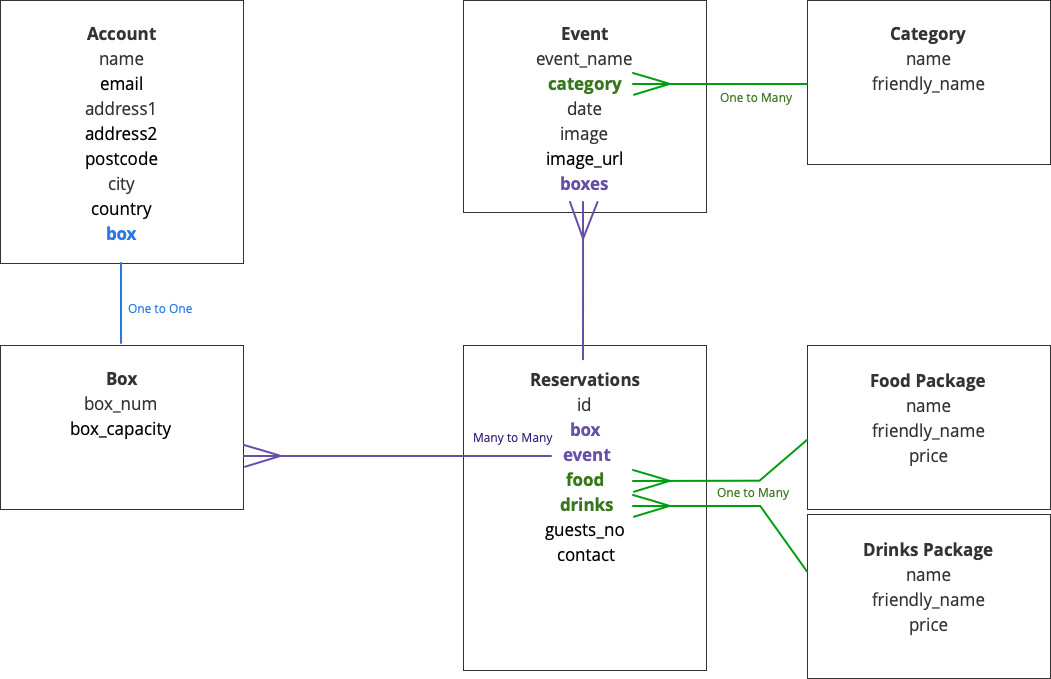 Account
name
email
address1
address2
postcode
city
country
box
One to One
Event
event_name
category
date
image
image_url
boxes
One to Many
Category
name
friendly_name
Box
box_num
box_capacity
Many to Many
Reservations
id
box
event
food
drinks
guests_no
contact
One to Many
Food Package
name
friendly_name
price
Drinks Package
name
friendly_name
price